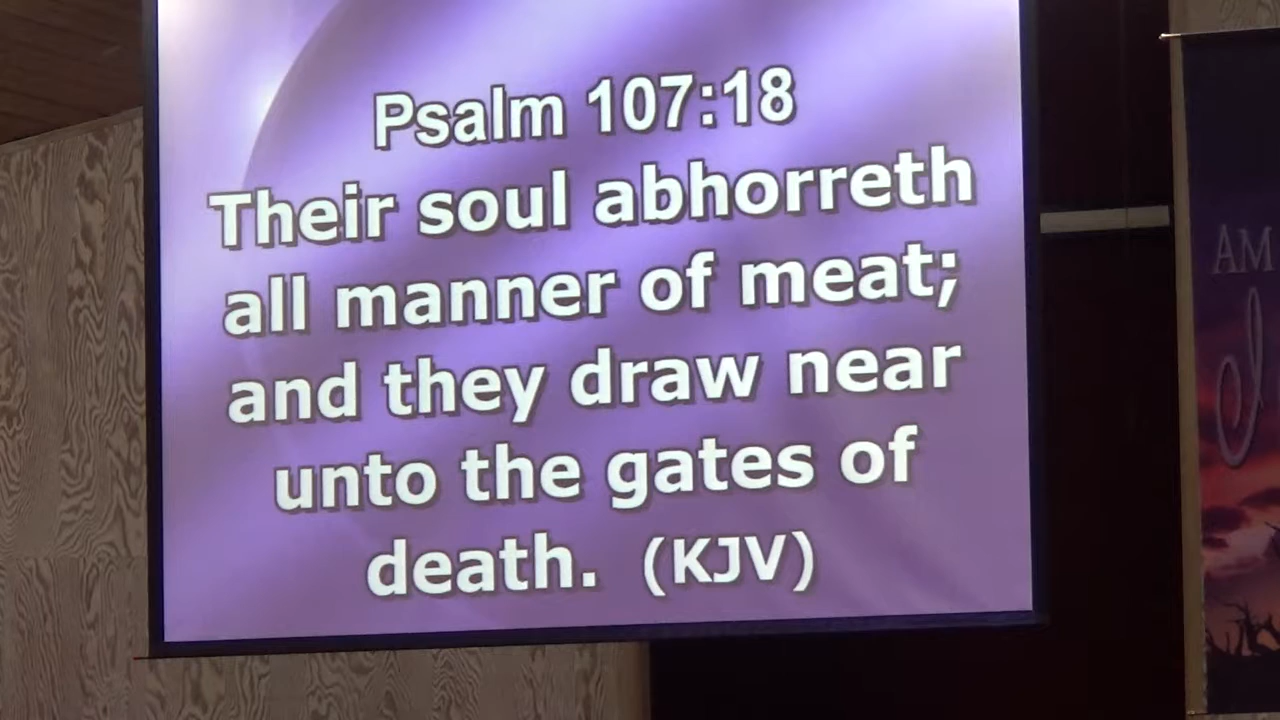 Psalm 107:18
Their soul abhorreth
all manner of meat;
and they draw near
unto the gates of
death. (KJV)